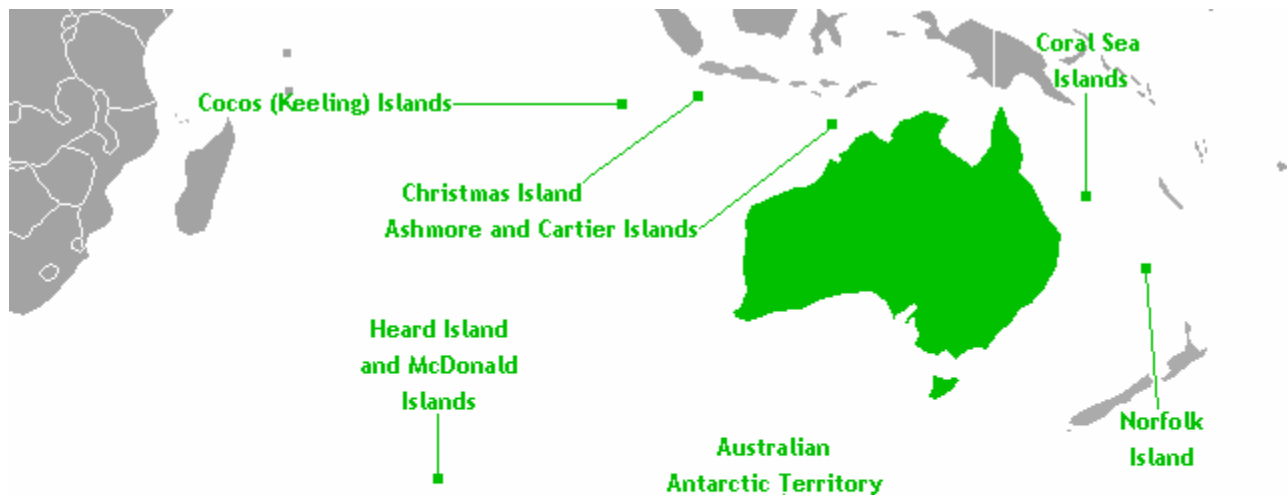 Coral Sea
Islands
Cocos (Keeling) Islands
Christmas Island
Ashmore and Cartier Islands
Heard Island
and McDonald
Islands
Norfolk
Island
Australian
Antarctic Territory